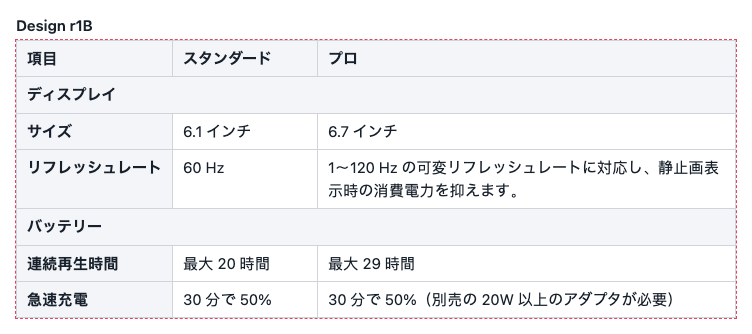 Design r1B
項目 スタンダード プロ
ディスプレイ
サイズ 6.1 インチ 6.7 インチ
リフレッシュレート 60 Hz 1〜120 Hz の可変リフレッシュレートに対応し、静止画表
示時の消費電力を抑えます。
バッテリー
連続再生時間 最大 20 時間 最大 29 時間
急速充電 30 分で 50% 30 分で 50%（別売の 20W 以上のアダプタが必要）